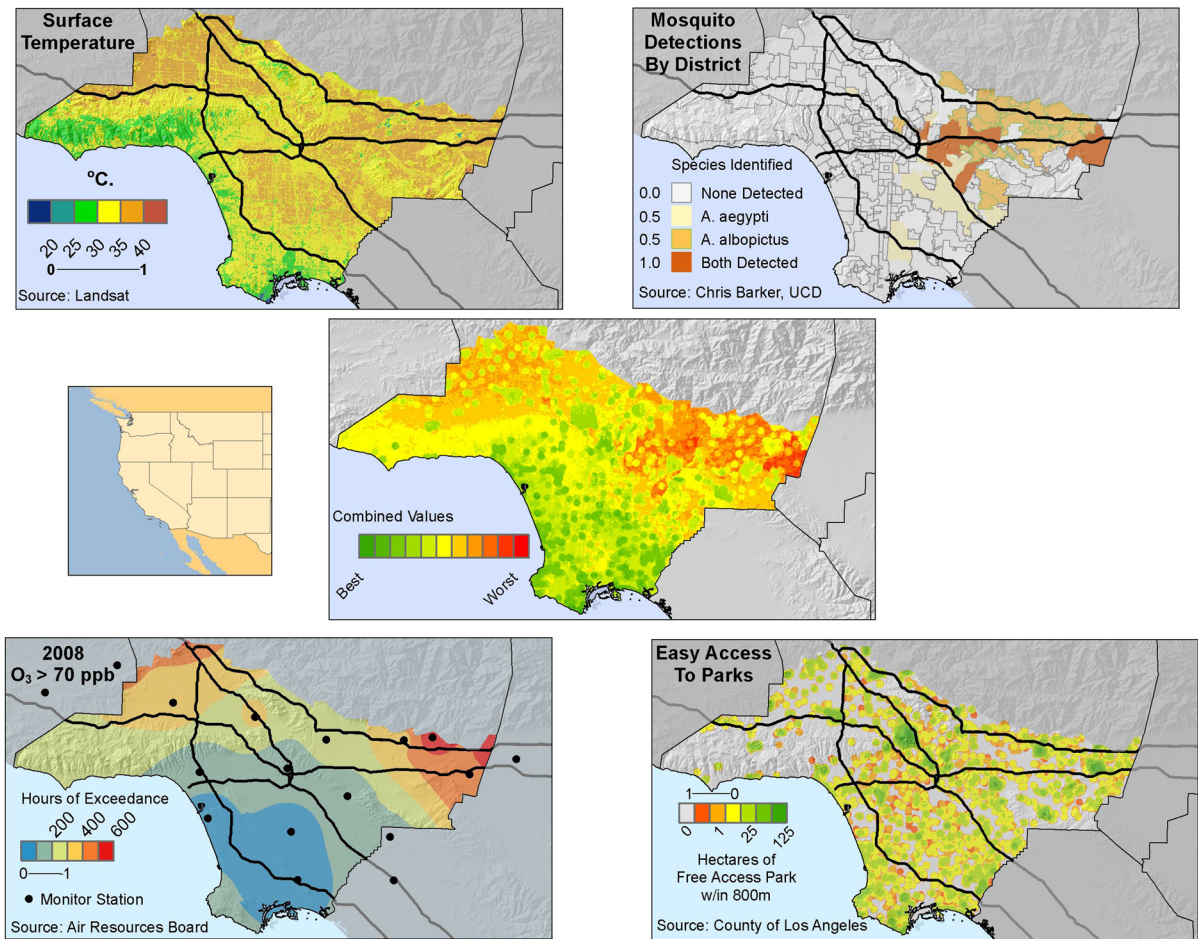 Surface
Temperature
ºC.
20 25 30 35 40
0 1
Source: Landsat
Mosquito
Detections
By District
Species Identified
0.0 None Detected
0.5 A. aegypti
0.5 A. albopictus
1.0 Both Detected
Source: Chris Barker, UCD
Combined Values
Best Worst
2008
O₃ > 70 ppb
Hours of Exceedance
200 400 600
0 1
Monitor Station
Source: Air Resources Board
Easy Access
To Parks
1 0
0 1 25 125
Hectares of
Free Access Park
w/in 800m
Source: County of Los Angeles